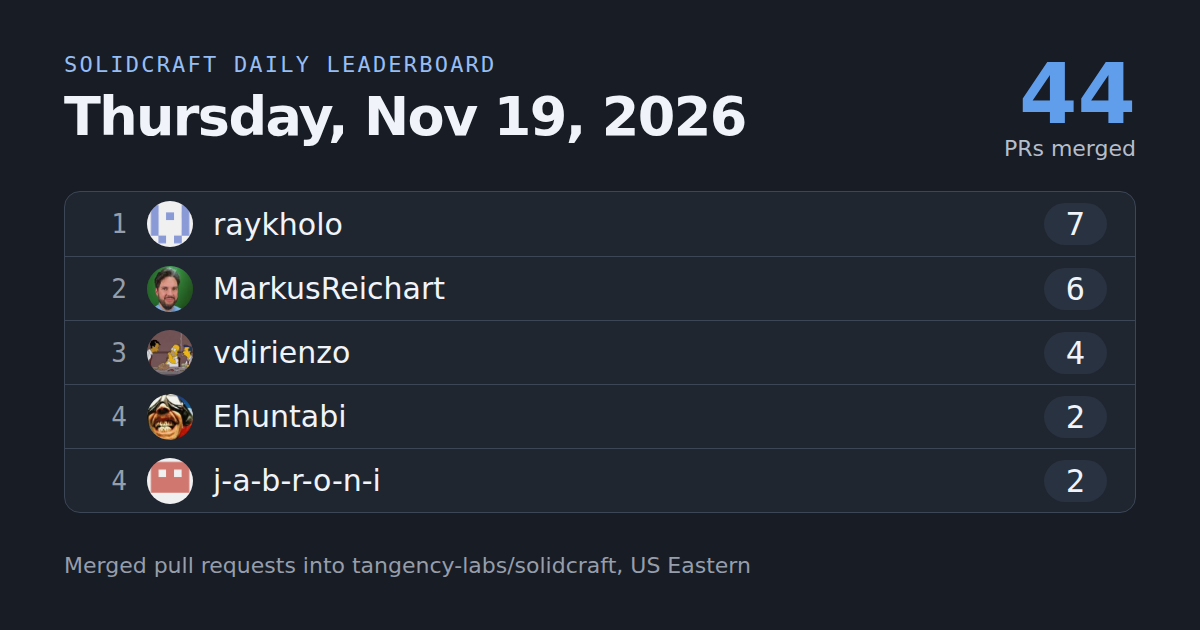 SOLIDCRAFT DAILY LEADERBOARD
Thursday, Nov 19, 2026
44
PRs merged
1 raykholo 7
2 MarkusReichart 6
3 vdirienzo 4
4 Ehuntabi 2
4 j-a-b-r-o-n-i 2
Merged pull requests into tangency-labs/solidcraft, US Eastern